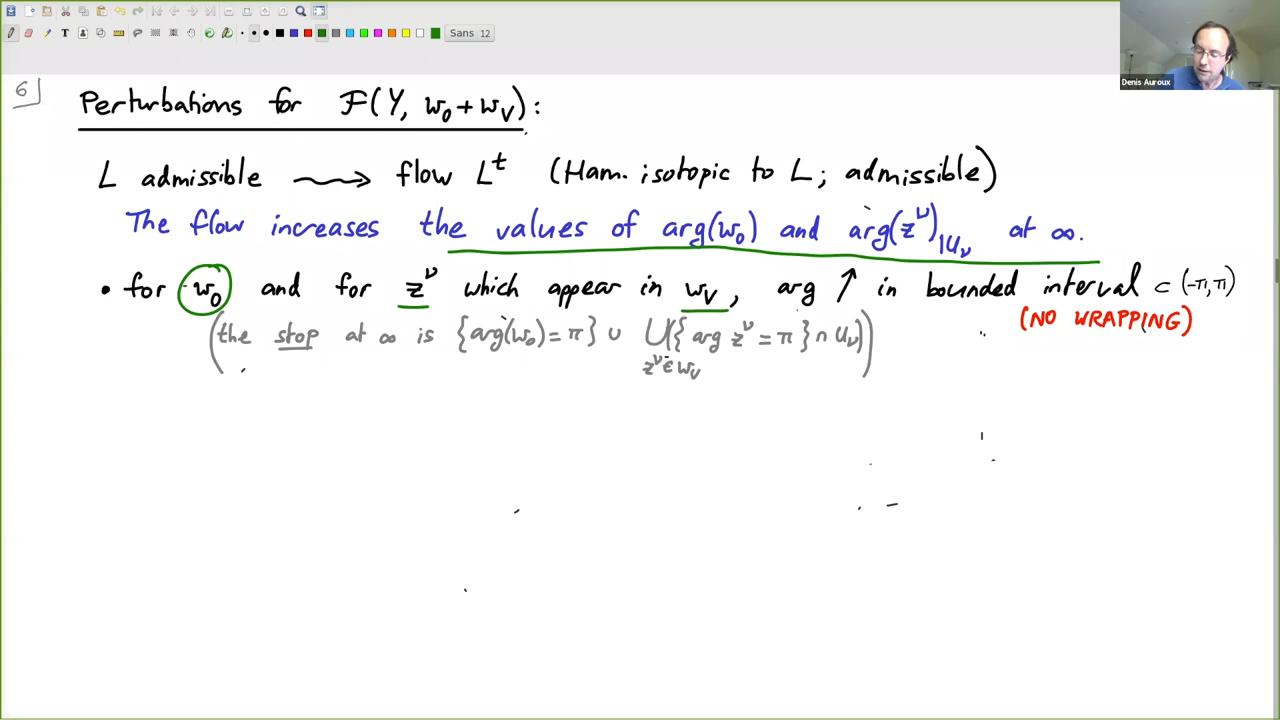 Sans 12
Denis Auroux
6
Perturbations for F(Y, w₀+w_V):
L admissible ⟿ flow Lᵗ (Ham. isotopic to L; admissible)
The flow increases the values of arg(w₀) and arg(z^ν)|U_ν at ∞.
• for w₀ and for z^ν which appear in w_V, arg ↑ in bounded interval ⊂ (-π,π)
(NO WRAPPING)
(the stop at ∞ is {arg(w₀)=π} ∪ ⋃({arg z^ν = π} ∩ U_ν))
z^ν∈w_V